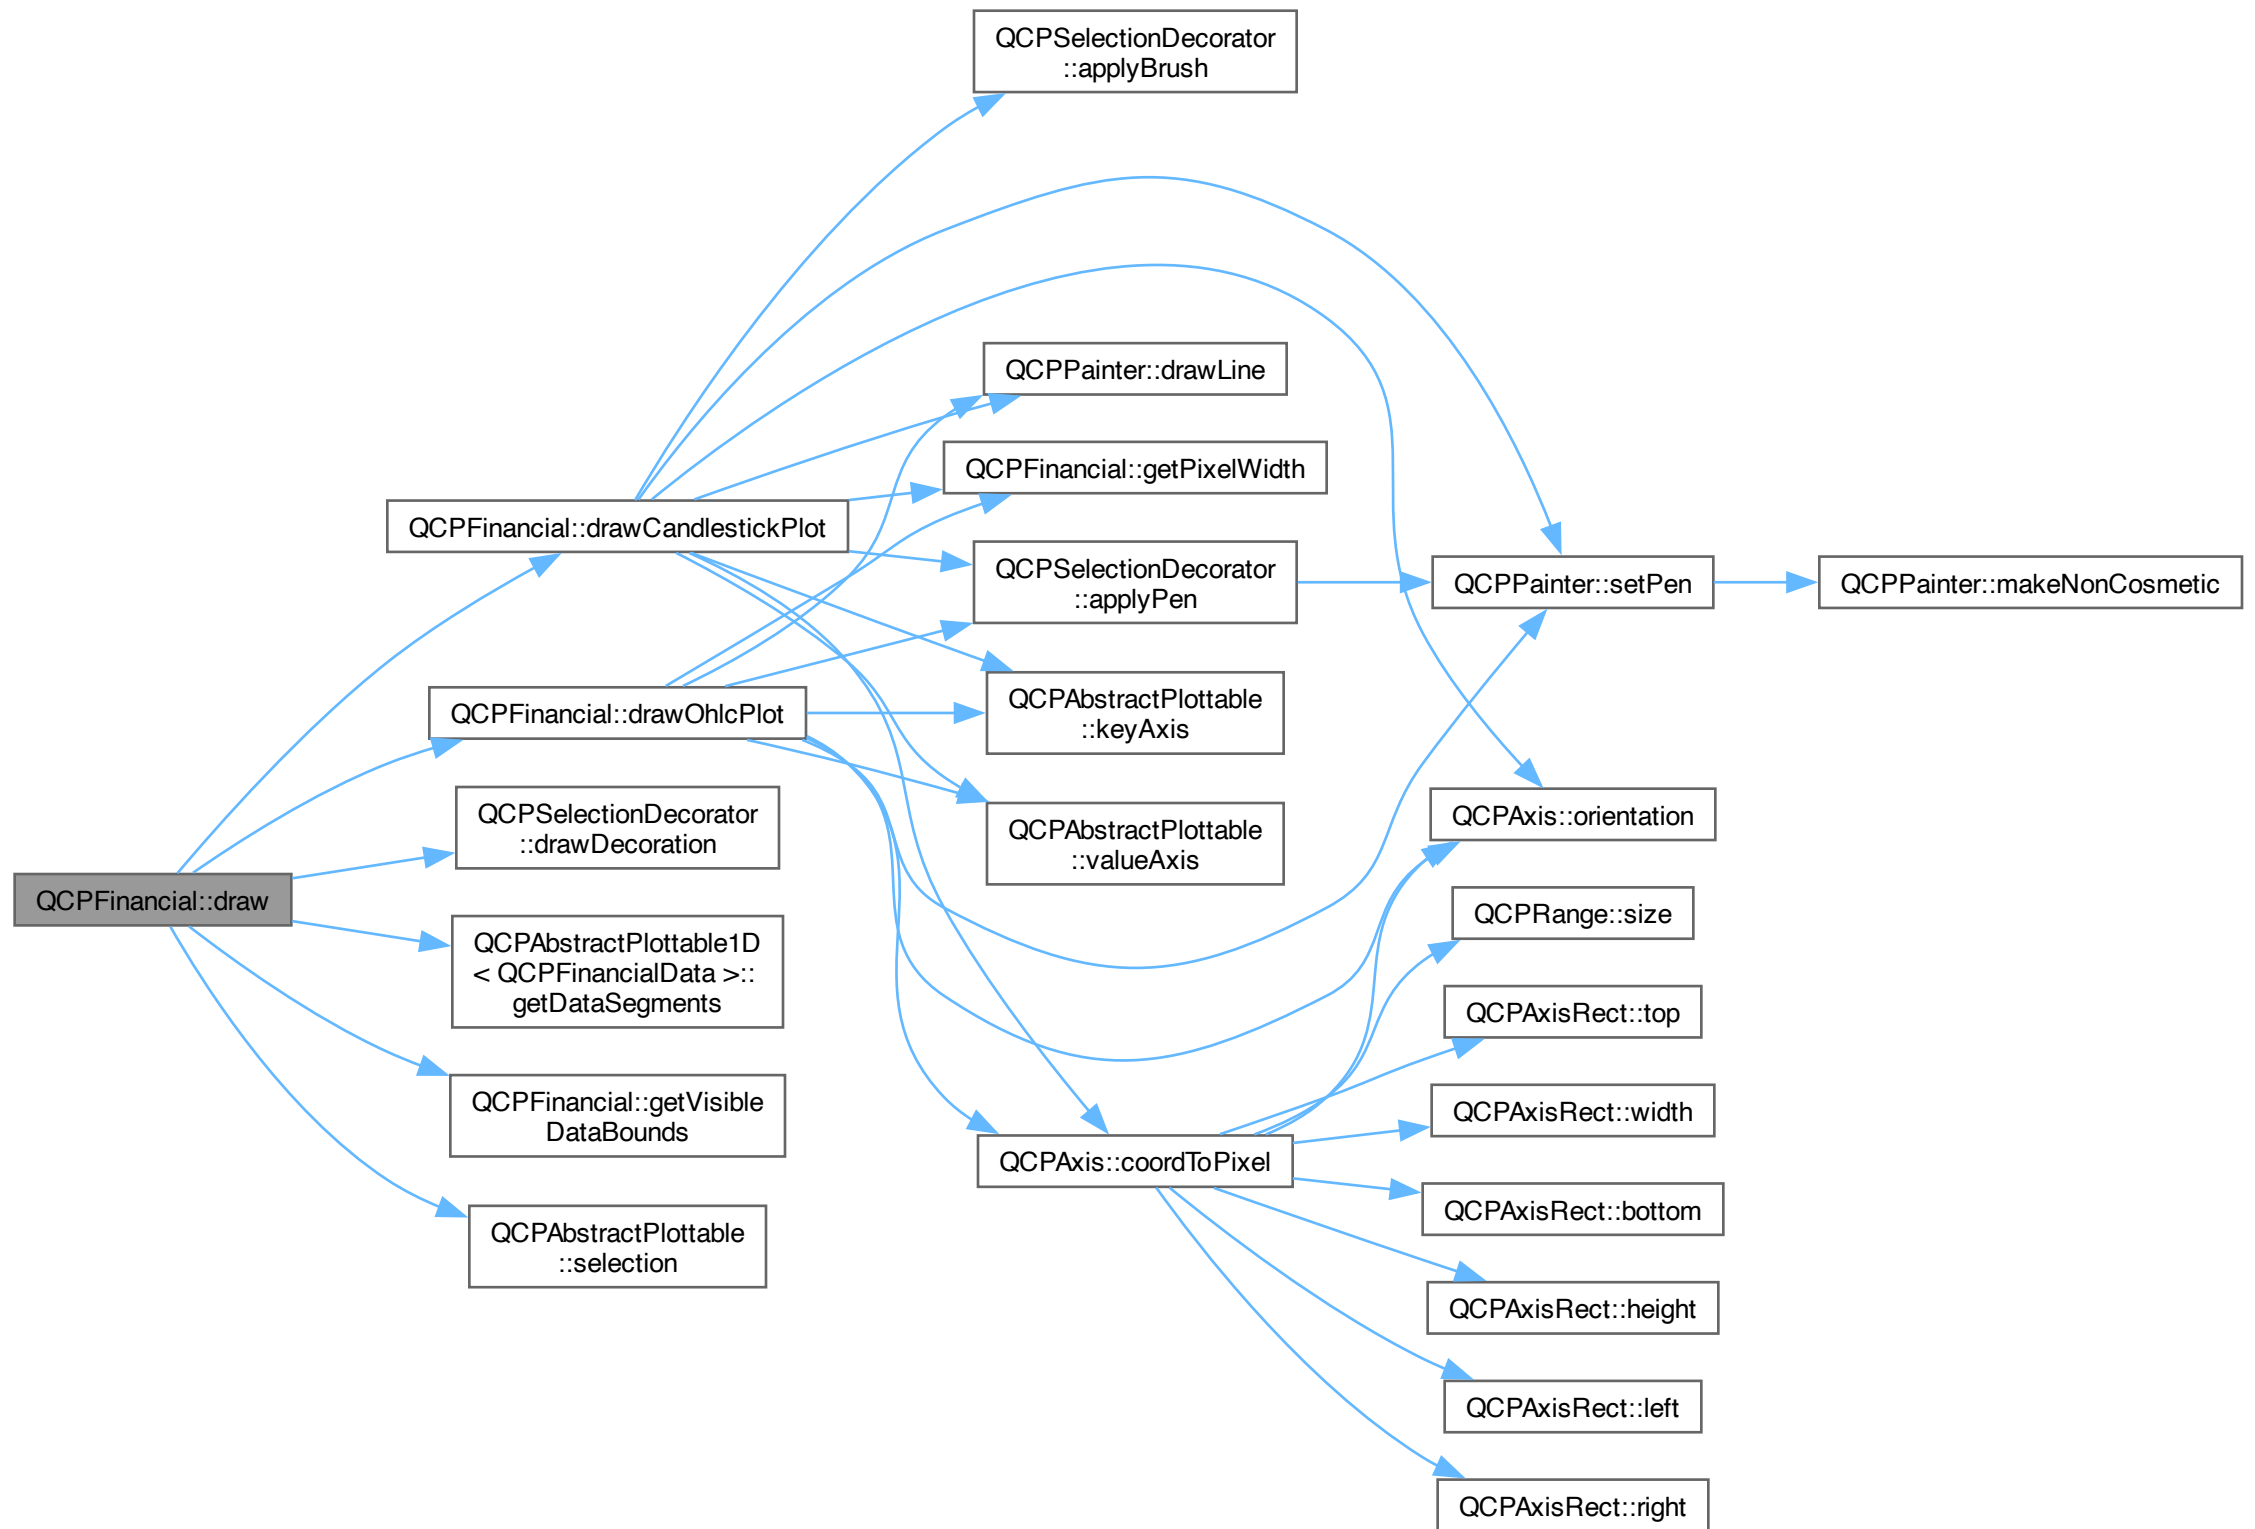 QCPSelectionDecorator
::applyBrush
QCPPainter::drawLine
QCPFinancial::getPixelWidth
QCPFinancial::drawCandlestickPlot
QCPSelectionDecorator
::applyPen
QCPPainter::setPen
QCPPainter::makeNonCosmetic
QCPFinancial::drawOhlcPlot
QCPAbstractPlottable
::keyAxis
QCPSelectionDecorator
::drawDecoration
QCPAbstractPlottable
::valueAxis
QCPAxis::orientation
QCPFinancial::draw
QCPRange::size
QCPAbstractPlottable1D
< QCPFinancialData >::
getDataSegments
QCPAxisRect::top
QCPFinancial::getVisible
DataBounds
QCPAxisRect::width
QCPAxis::coordToPixel
QCPAxisRect::bottom
QCPAbstractPlottable
::selection
QCPAxisRect::height
QCPAxisRect::left
QCPAxisRect::right